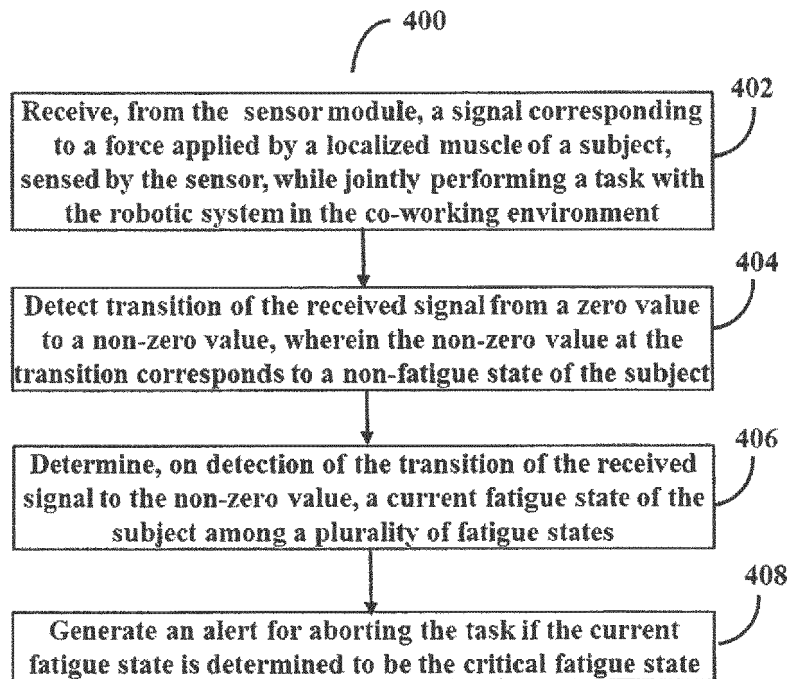 400
402
Receive, from the sensor module, a signal corresponding
to a force applied by a localized muscle of a subject,
sensed by the sensor, while jointly performing a task with
the robotic system in the co-working environment
404
Detect transition of the received signal from a zero value
to a non-zero value, wherein the non-zero value at the
transition corresponds to a non-fatigue state of the subject
406
Determine, on detection of the transition of the received
signal to the non-zero value, a current fatigue state of the
subject among a plurality of fatigue states
408
Generate an alert for aborting the task if the current
fatigue state is determined to be the critical fatigue state